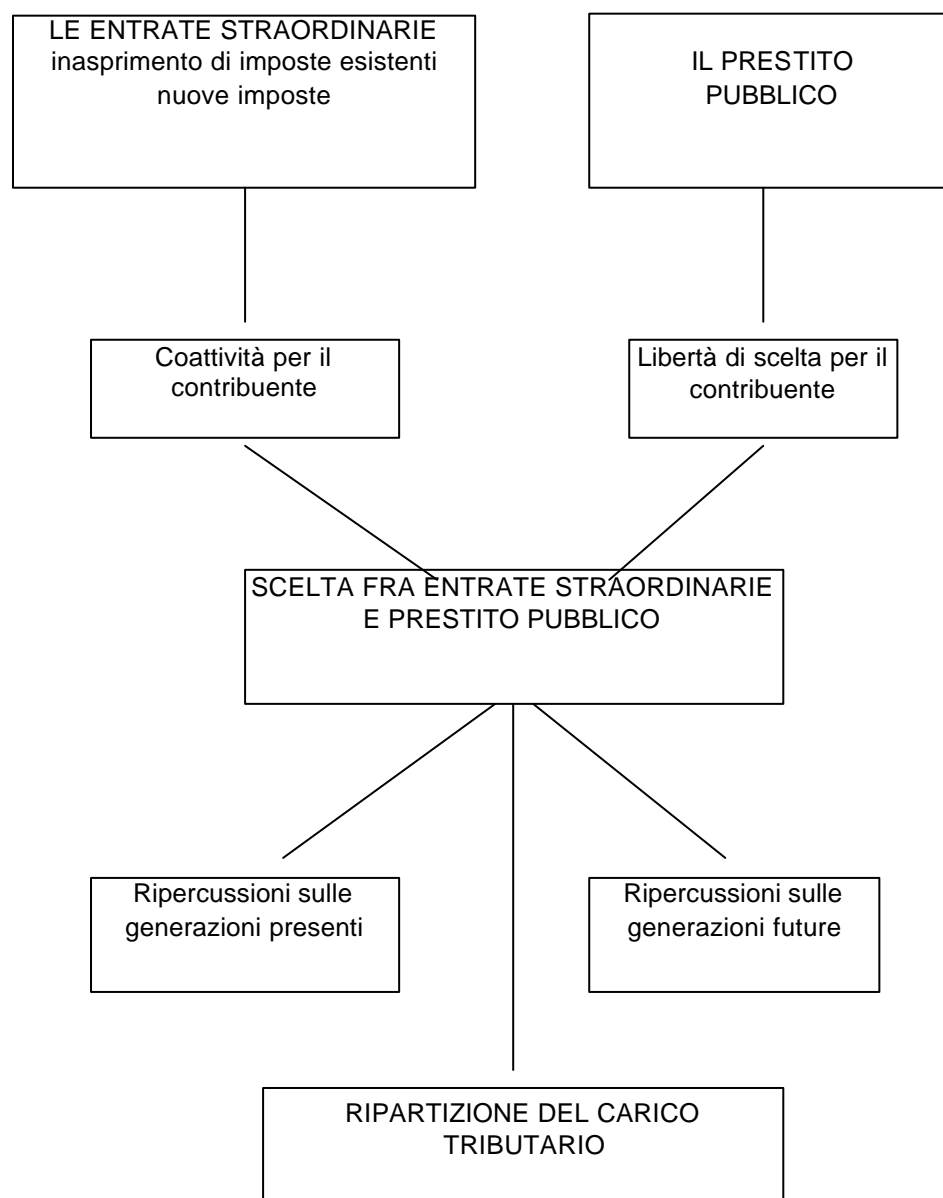 LE ENTRATE STRAORDINARIE
inasprimento di imposte esistenti
nuove imposte
IL PRESTITO
PUBBLICO
Coattività per il
contribuente
Libertà di scelta per il
contribuente
SCELTA FRA ENTRATE STRAORDINARIE
E PRESTITO PUBBLICO
Ripercussioni sulle
generazioni presenti
Ripercussioni sulle
generazioni future
RIPARTIZIONE DEL CARICO
TRIBUTARIO